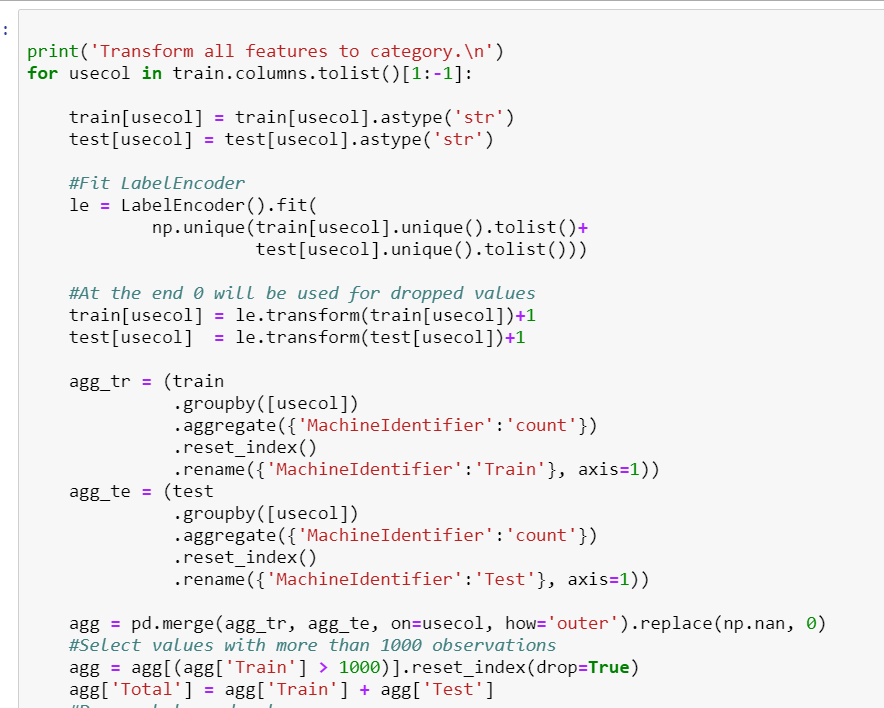 :
print('Transform all features to category.\n')
for usecol in train.columns.tolist()[1:-1]:
train[usecol] = train[usecol].astype('str')
test[usecol] = test[usecol].astype('str')
#Fit LabelEncoder
le = LabelEncoder().fit(
np.unique(train[usecol].unique().tolist()+
test[usecol].unique().tolist()))
#At the end 0 will be used for dropped values
train[usecol] = le.transform(train[usecol])+1
test[usecol]  = le.transform(test[usecol])+1
agg_tr = (train
.groupby([usecol])
.aggregate({'MachineIdentifier':'count'})
.reset_index()
.rename({'MachineIdentifier':'Train'}, axis=1))
agg_te = (test
.groupby([usecol])
.aggregate({'MachineIdentifier':'count'})
.reset_index()
.rename({'MachineIdentifier':'Test'}, axis=1))
agg = pd.merge(agg_tr, agg_te, on=usecol, how='outer').replace(np.nan, 0)
#Select values with more than 1000 observations
agg = agg[(agg['Train'] > 1000)].reset_index(drop=True)
agg['Total'] = agg['Train'] + agg['Test']